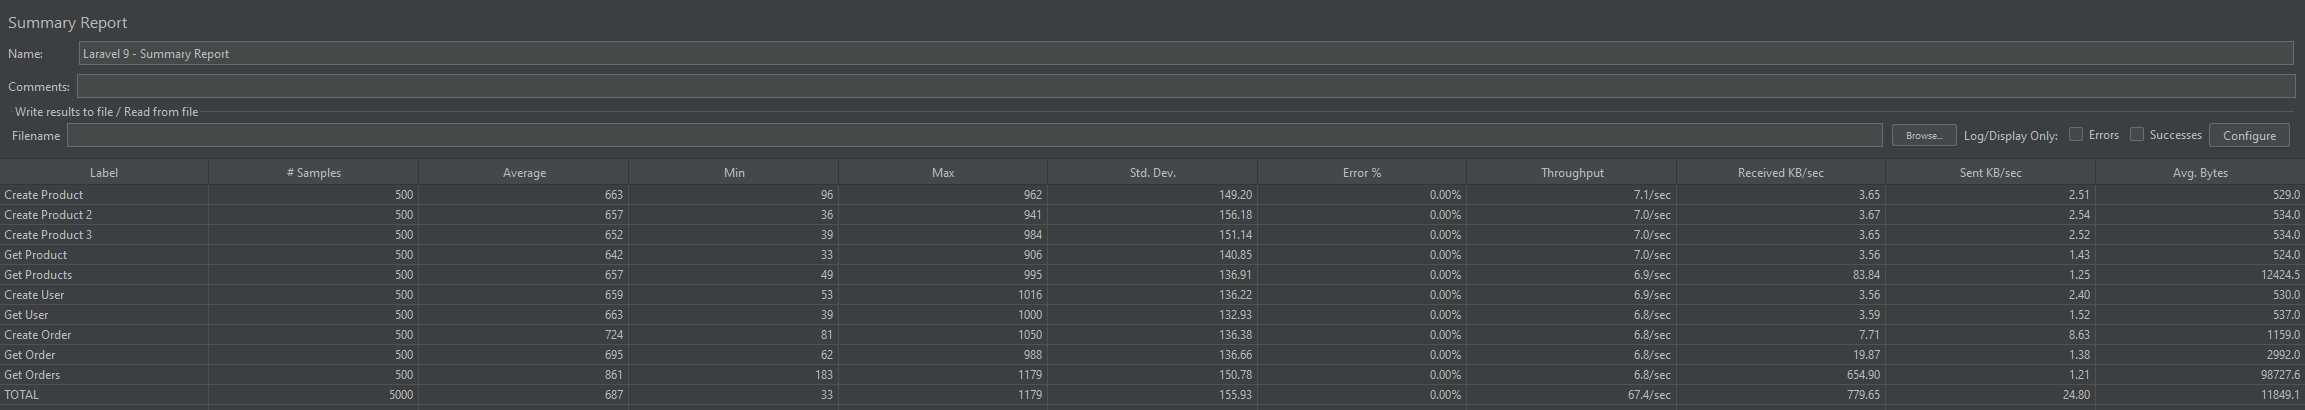 Summary Report
Name: Laravel 9 - Summary Report
Comments:
Write results to file / Read from file
Filename Browse... Log/Display Only: Errors Successes Configure
Label # Samples Average Min Max Std. Dev. Error % Throughput Received KB/sec Sent KB/sec Avg. Bytes
Create Product 500 663 96 962 149.20 0.00% 7.1/sec 3.65 2.51 529.0
Create Product 2 500 657 36 941 156.18 0.00% 7.0/sec 3.67 2.54 534.0
Create Product 3 500 652 39 984 151.14 0.00% 7.0/sec 3.65 2.52 534.0
Get Product 500 642 33 906 140.85 0.00% 7.0/sec 3.56 1.43 524.0
Get Products 500 657 49 995 136.91 0.00% 6.9/sec 83.84 1.25 12424.5
Create User 500 659 53 1016 136.22 0.00% 6.9/sec 3.56 2.40 530.0
Get User 500 663 39 1000 132.93 0.00% 6.8/sec 3.59 1.52 537.0
Create Order 500 724 81 1050 136.38 0.00% 6.8/sec 7.71 8.63 1159.0
Get Order 500 695 62 988 136.66 0.00% 6.8/sec 19.87 1.38 2992.0
Get Orders 500 861 183 1179 150.78 0.00% 6.8/sec 654.90 1.21 98727.6
TOTAL 5000 687 33 1179 155.93 0.00% 67.4/sec 779.65 24.80 11849.1